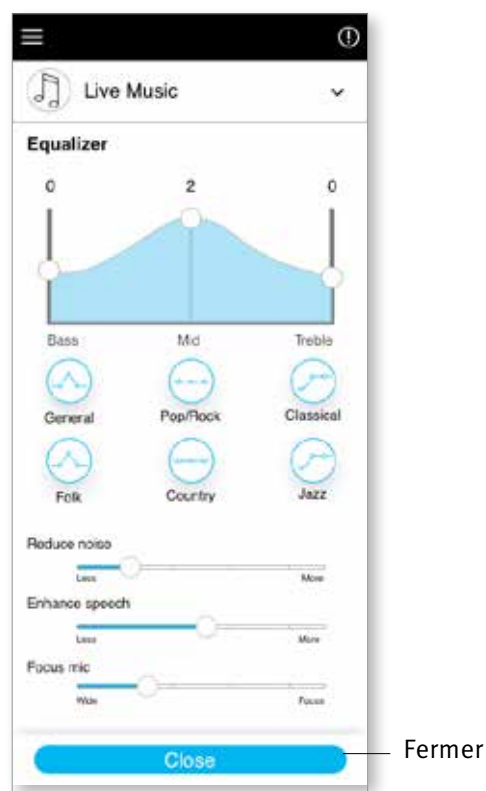 Live Music
Equalizer
0 2 0
Bass Mid Treble
General Pop/Rock Classical
Folk Country Jazz
Reduce noise
Less More
Enhance speech
Less More
Focus mic
Wide Focus
Close
Fermer